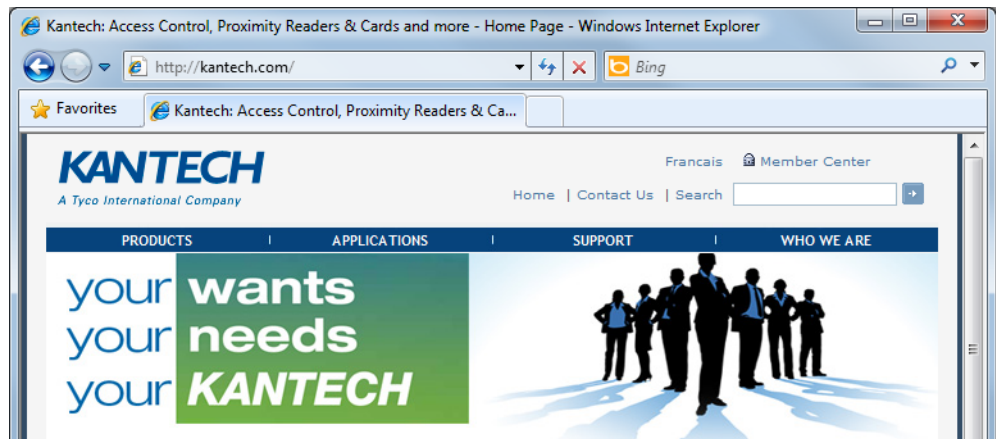 Kantech: Access Control, Proximity Readers & Cards and more - Home Page - Windows Internet Explorer
http://kantech.com/
Bing
Favorites
Kantech: Access Control, Proximity Readers & Ca...
KANTECH
A Tyco International Company
Francais Member Center
Home | Contact Us | Search
PRODUCTS | APPLICATIONS | SUPPORT | WHO WE ARE
your wants
your needs
your KANTECH